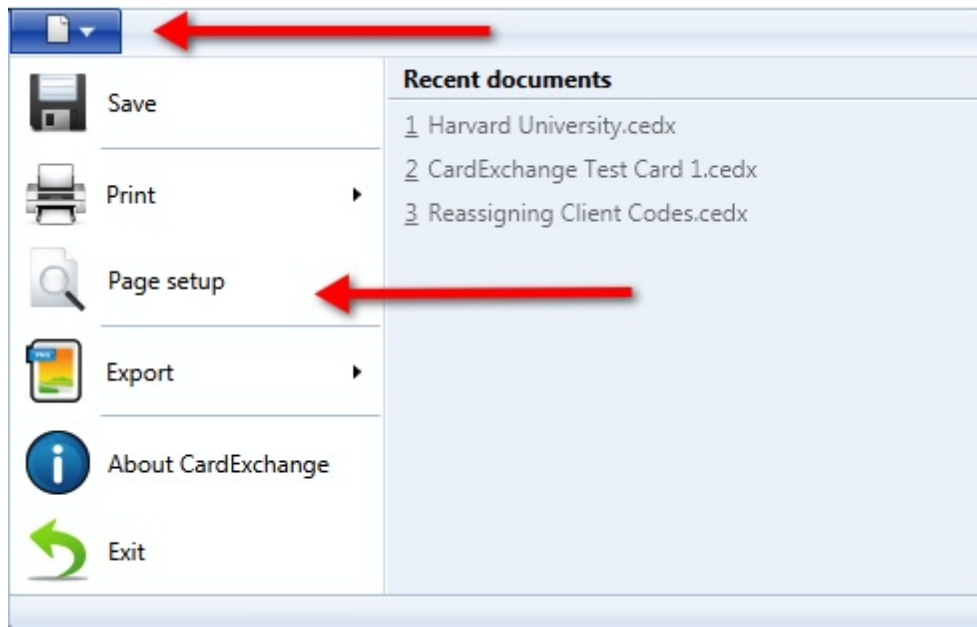 Save
Print
Page setup
Export
About CardExchange
Exit
Recent documents
1 Harvard University.cedx
2 CardExchange Test Card 1.cedx
3 Reassigning Client Codes.cedx